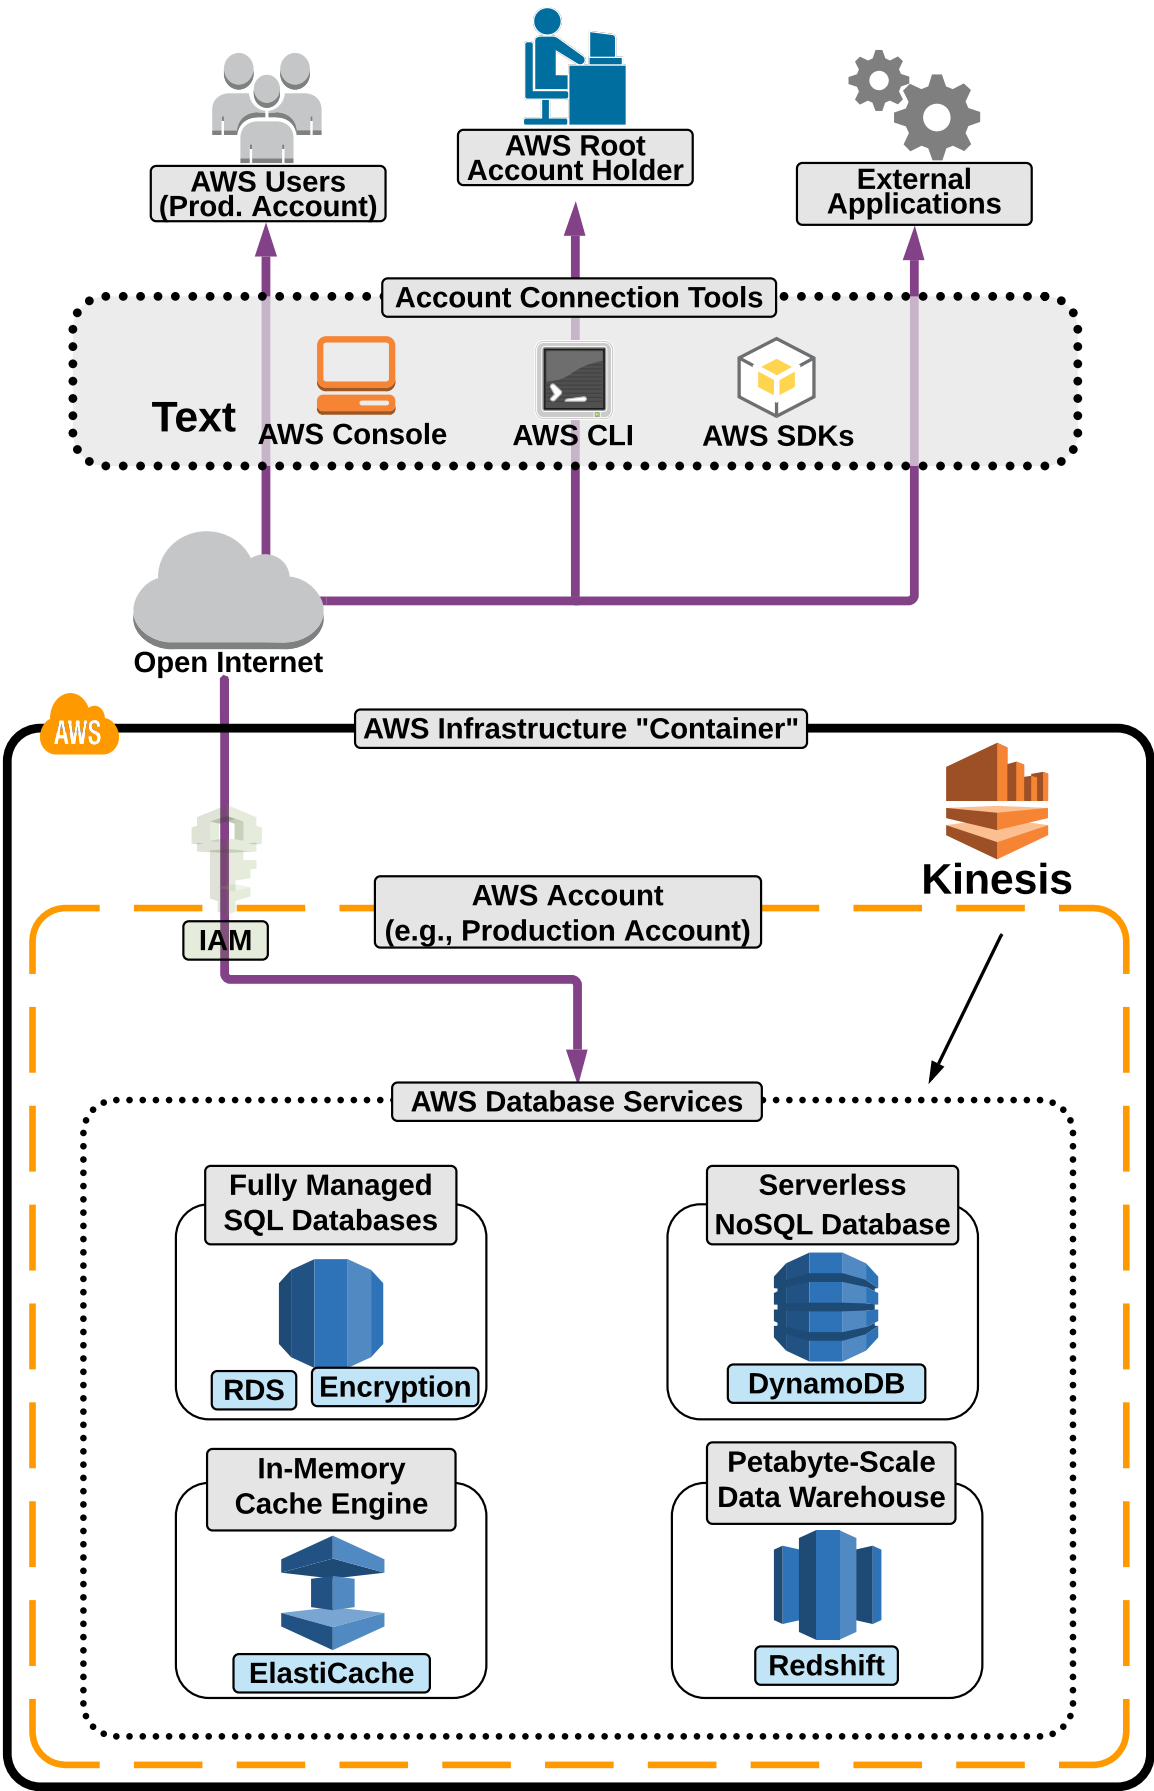 AWS Users
(Prod. Account)
AWS Root
Account Holder
External
Applications
Account Connection Tools
Text
AWS Console
AWS CLI
AWS SDKs
Open Internet
AWS
AWS Infrastructure "Container"
Kinesis
IAM
AWS Account
(e.g., Production Account)
AWS Database Services
Fully Managed
SQL Databases
RDS
Encryption
Serverless
NoSQL Database
DynamoDB
In-Memory
Cache Engine
ElastiCache
Petabyte-Scale
Data Warehouse
Redshift